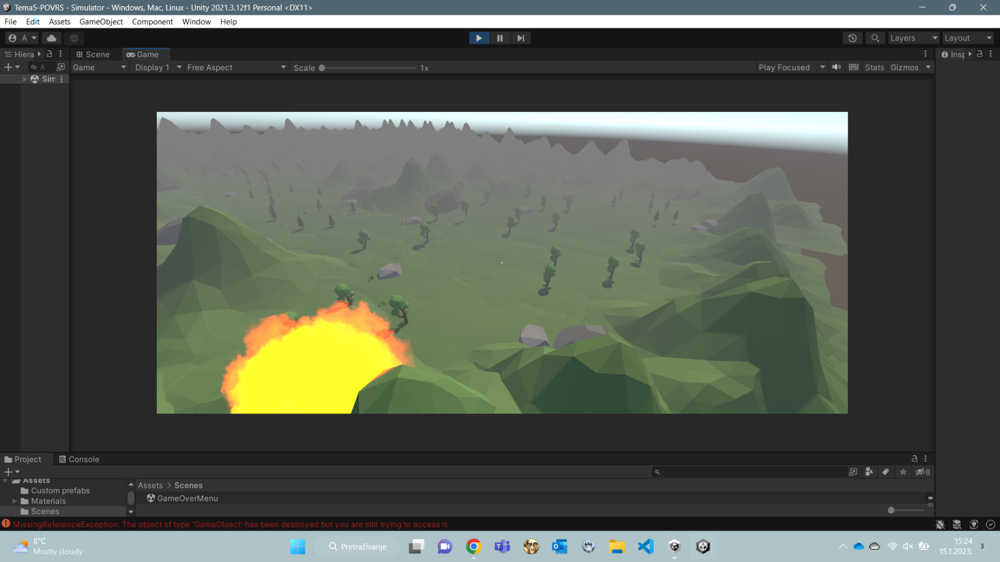 Tema5-POVRS - Simulator - Windows, Mac, Linux - Unity 2021.3.12f1 Personal <DX11>
File Edit Assets GameObject Component Window Help
A
Layers Layout
Hiera Scene Game Insp
A Game Display 1 Free Aspect Scale 1x Play Focused Stats Gizmos
Sim
Project Console
8
Assets
Assets > Scenes
Custom prefabs
GameOverMenu
Materials
Scenes
MissingReferenceException: The object of type 'GameObject' has been destroyed but you are still trying to access it.
8°C
Mostly cloudy
Pretraživanje
15:24
15.1.2023.
3